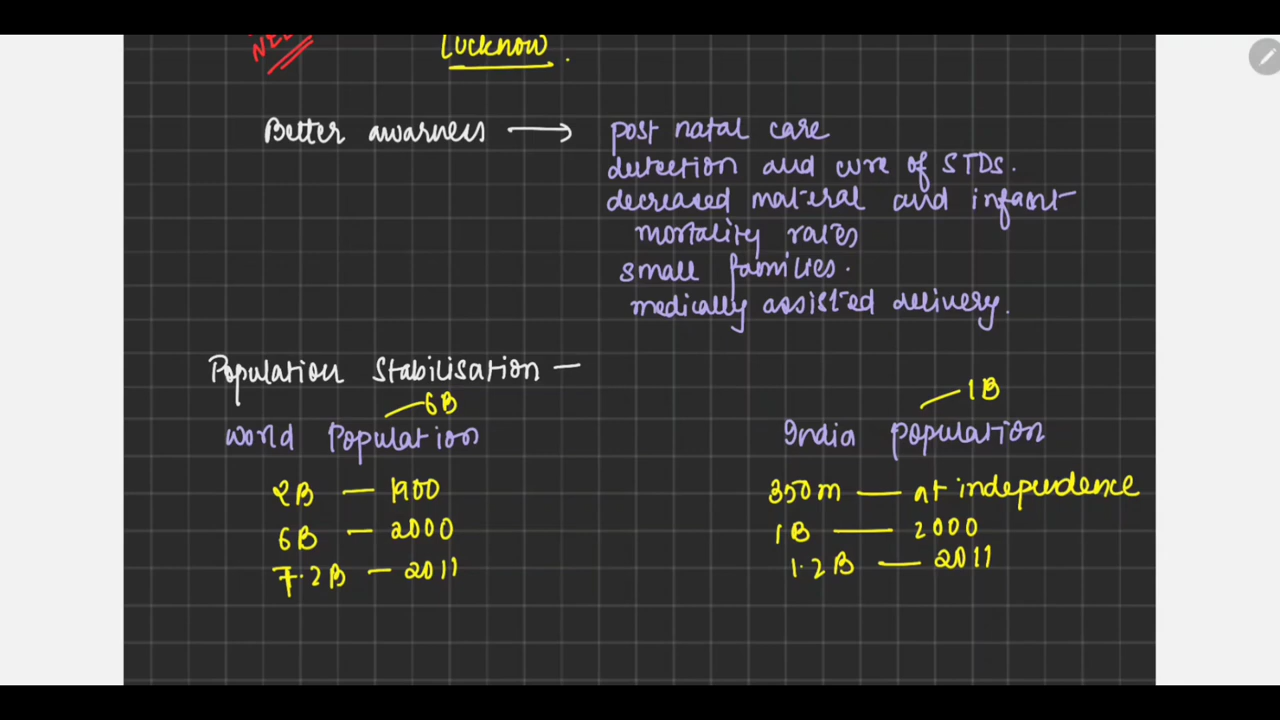 NEE
Lucknow.
Better awarness → post natal care
detection and cure of STDs.
decreased materal and infant
mortality rates
small families.
medically assisted delivery.
Population Stabilisation —
6B
1B
World Population
India population
2B — 1900
350m — at independence
6B — 2000
1B — 2000
7.2B — 2011
1.2B — 2011